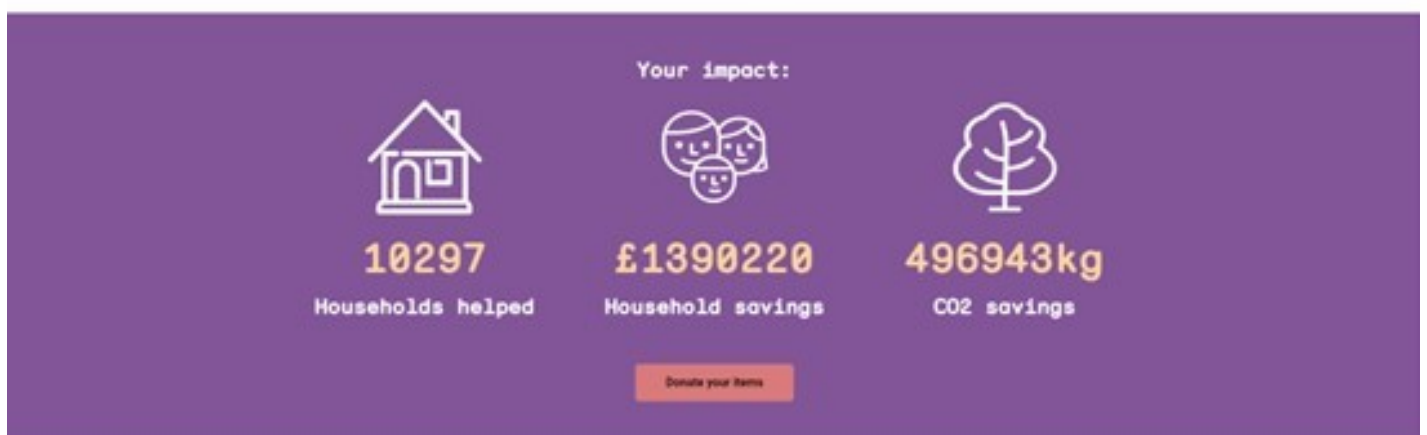 Your impact:
10297
£1390220
496943kg
Households helped
Household savings
CO2 savings
Donate your items